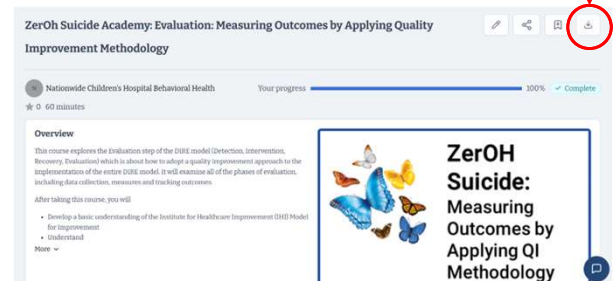 ZerOh Suicide Academy: Evaluation: Measuring Outcomes by Applying Quality
Improvement Methodology
N
Nationwide Children's Hospital Behavioral Health
Your progress
100%
Complete
0 60 minutes
Overview
This course explores the Evaluation step of the DIRE model (Detection, Intervention,
Recovery, Evaluation) which is about how to adopt a quality improvement approach to the
implementation of the entire DIRE model. It will examine all of the phases of evaluation,
including data collection, measures and tracking outcomes.
After taking this course, you will
• Develop a basic understanding of the Institute for Healthcare Improvement (IHI) Model
for Improvement
• Understand
More
ZerOH
Suicide:
Measuring
Outcomes by
Applying QI
Methodology